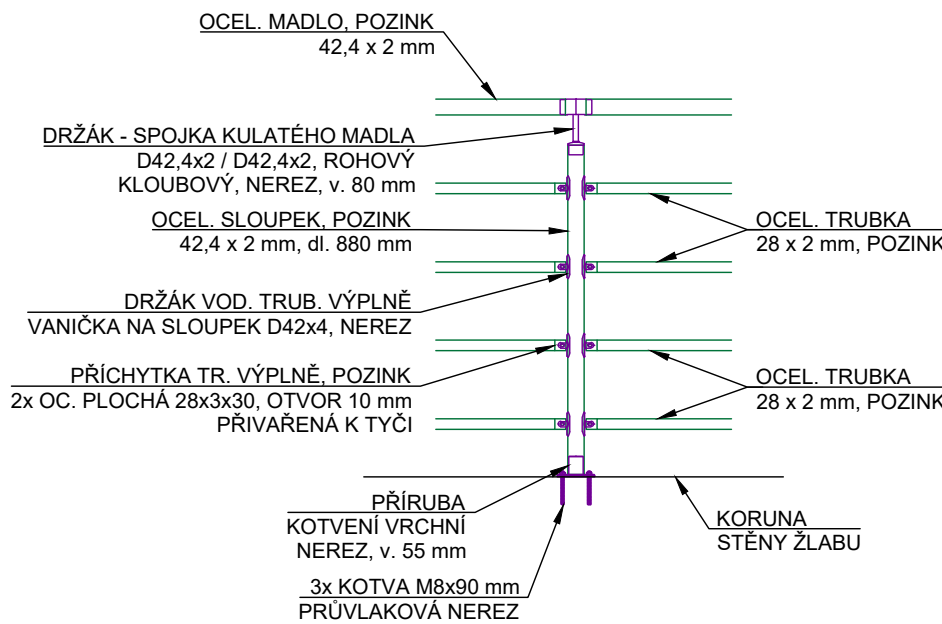 OCEL. MADLO, POZINK
42,4 x 2 mm
DRŽÁK - SPOJKA KULATÉHO MADLA
D42,4x2 / D42,4x2, ROHOVÝ
KLOUBOVÝ, NEREZ, v. 80 mm
OCEL. SLOUPEK, POZINK
42,4 x 2 mm, dl. 880 mm
OCEL. TRUBKA
28 x 2 mm, POZINK
DRŽÁK VOD. TRUB. VÝPLNĚ
VANIČKA NA SLOUPEK D42x4, NEREZ
PŘÍCHYTKA TR. VÝPLNĚ, POZINK
2x OC. PLOCHÁ 28x3x30, OTVOR 10 mm
PŘIVAŘENÁ K TYČI
OCEL. TRUBKA
28 x 2 mm, POZINK
PŘÍRUBA
KOTVENÍ VRCHNÍ
NEREZ, v. 55 mm
KORUNA
STĚNY ŽLABU
3x KOTVA M8x90 mm
PRŮVLAKOVÁ NEREZ